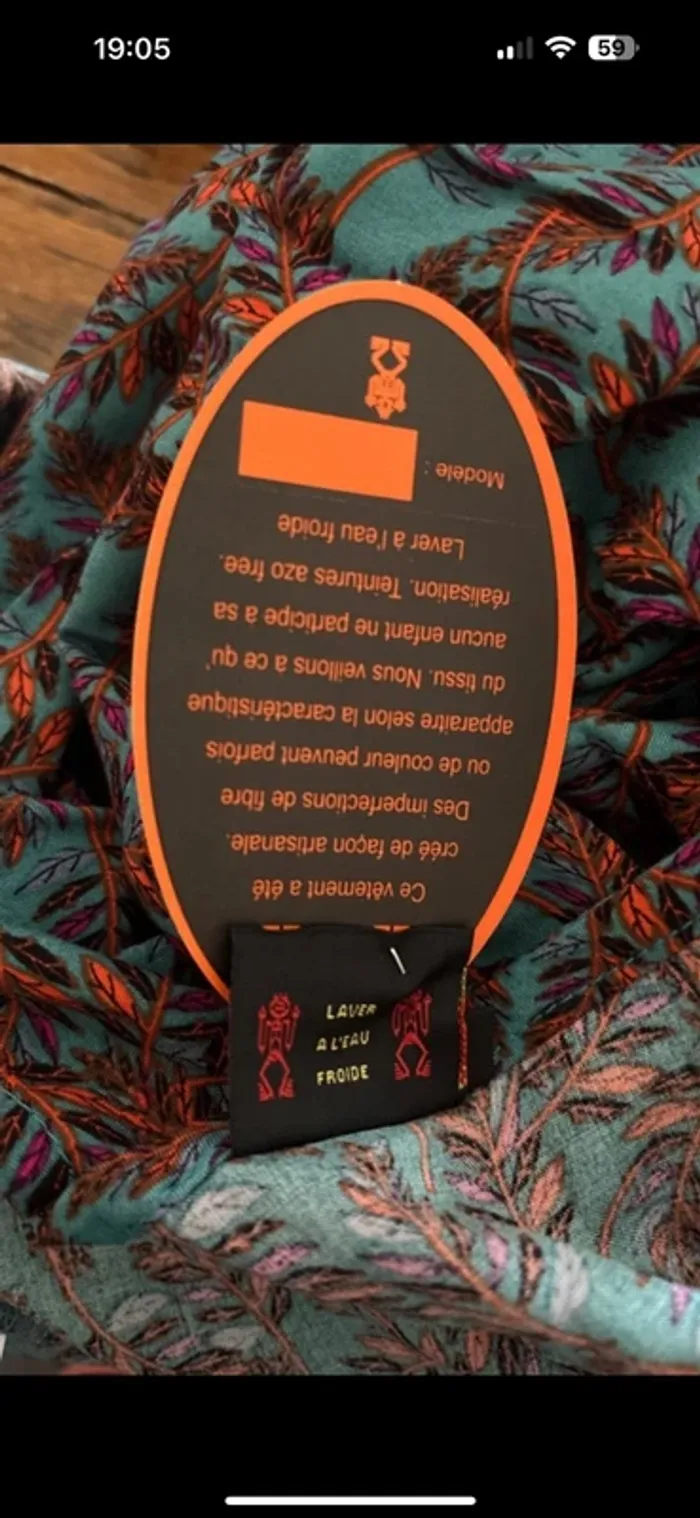 19:05
59
Ce vêtement a été
créé de façon artisanale.
Des imperfections de fibre
ou de couleur peuvent parfois
apparaitre selon la caractéristique
du tissu. Nous veillons à ce qu'
aucun enfant ne participe à sa
réalisation. Teintures azo free.
Laver à l'eau froide
Modèle :
LAVER
A L'EAU
FROIDE